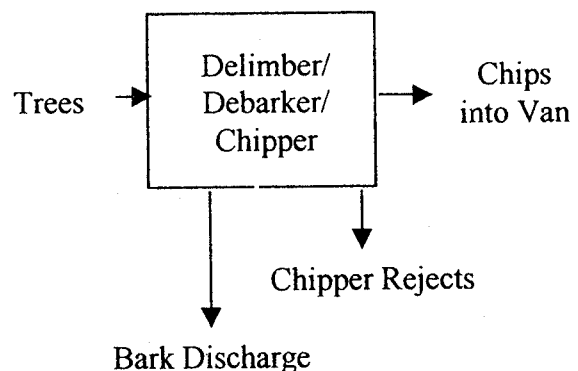 Trees
Delimber/
Debarker/
Chipper
Chips
into Van
Chipper Rejects
Bark Discharge